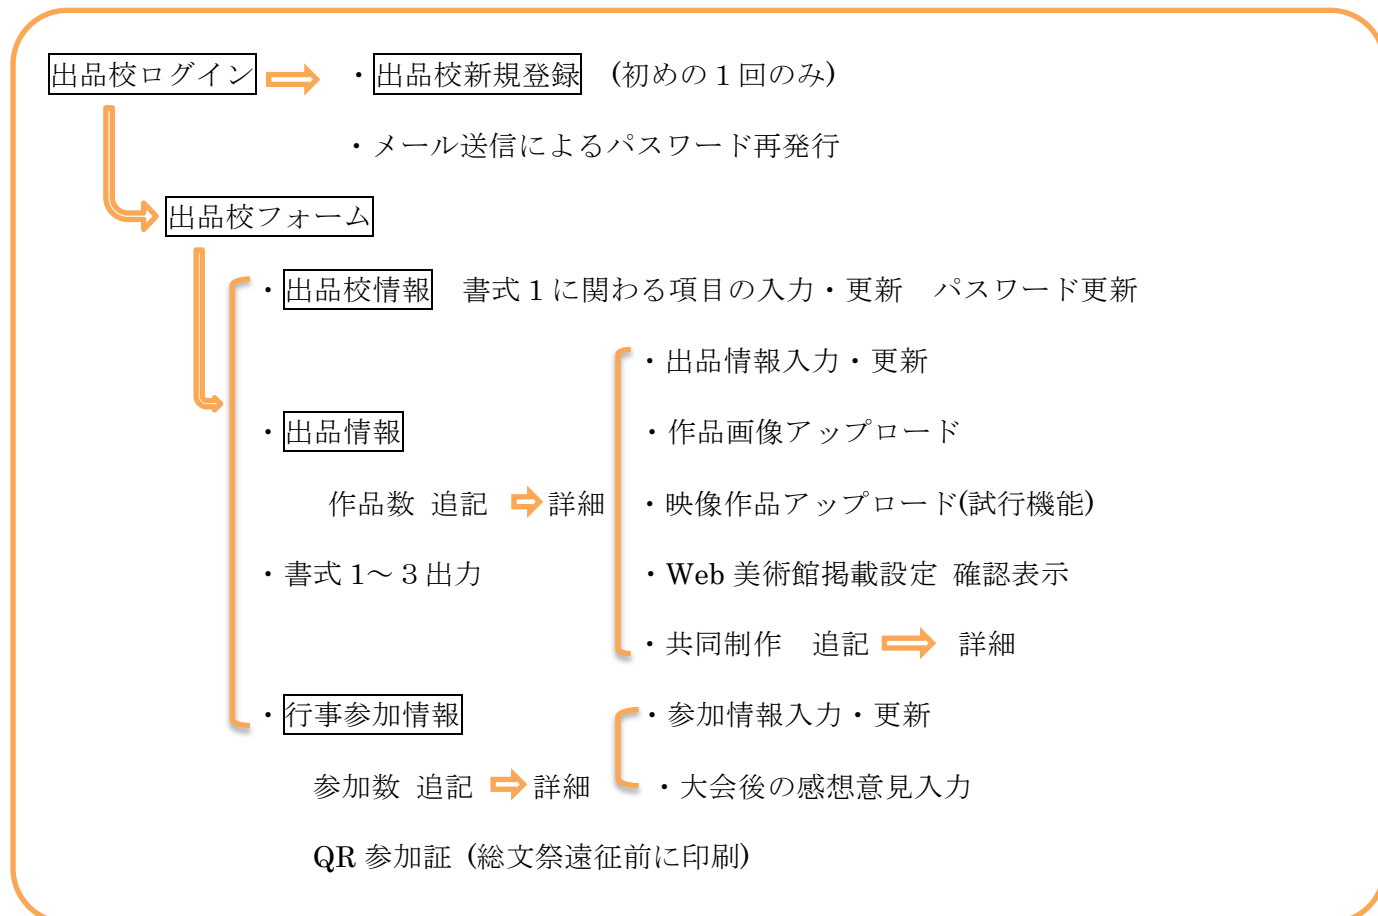 出品校ログイン ・出品校新規登録　(初めの１回のみ)
・メール送信によるパスワード再発行
出品校フォーム
・出品校情報　書式 1 に関わる項目の入力・更新　パスワード更新
・出品情報入力・更新
・出品情報
・作品画像アップロード
作品数 追記 詳細
・映像作品アップロード(試行機能)
・書式 1～３出力
・Web 美術館掲載設定 確認表示
・共同制作　追記 詳細
・行事参加情報
・参加情報入力・更新
参加数 追記 詳細
・大会後の感想意見入力
QR 参加証 (総文祭遠征前に印刷)